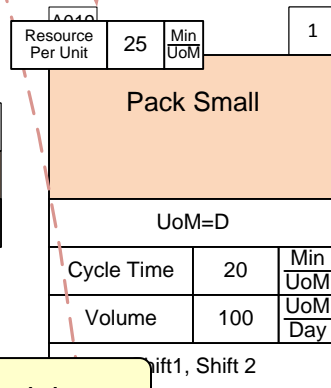 A010
Resource
Per Unit
25
Min
UoM
1
Pack Small
UoM=D
Cycle Time
20
Min
UoM
Volume
100
UoM
Day
hift1, Shift 2